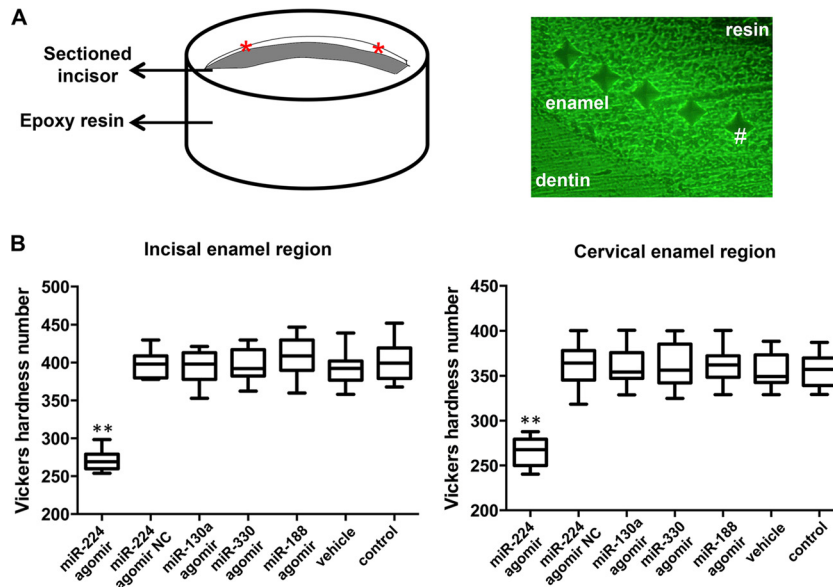 A
Sectioned
incisor
Epoxy resin
*
*
resin
enamel
#
dentin
B
Incisal enamel region
Vickers hardness number
500
450
400
350
300
250
200
**
miR-224
agomir
miR-224
agomir NC
miR-130a
agomir
miR-330
agomir
miR-188
agomir
vehicle
control
Cervical enamel region
Vickers hardness number
450
400
350
300
250
200
**
miR-224
agomir
miR-224
agomir NC
miR-130a
agomir
miR-330
agomir
miR-188
agomir
vehicle
control